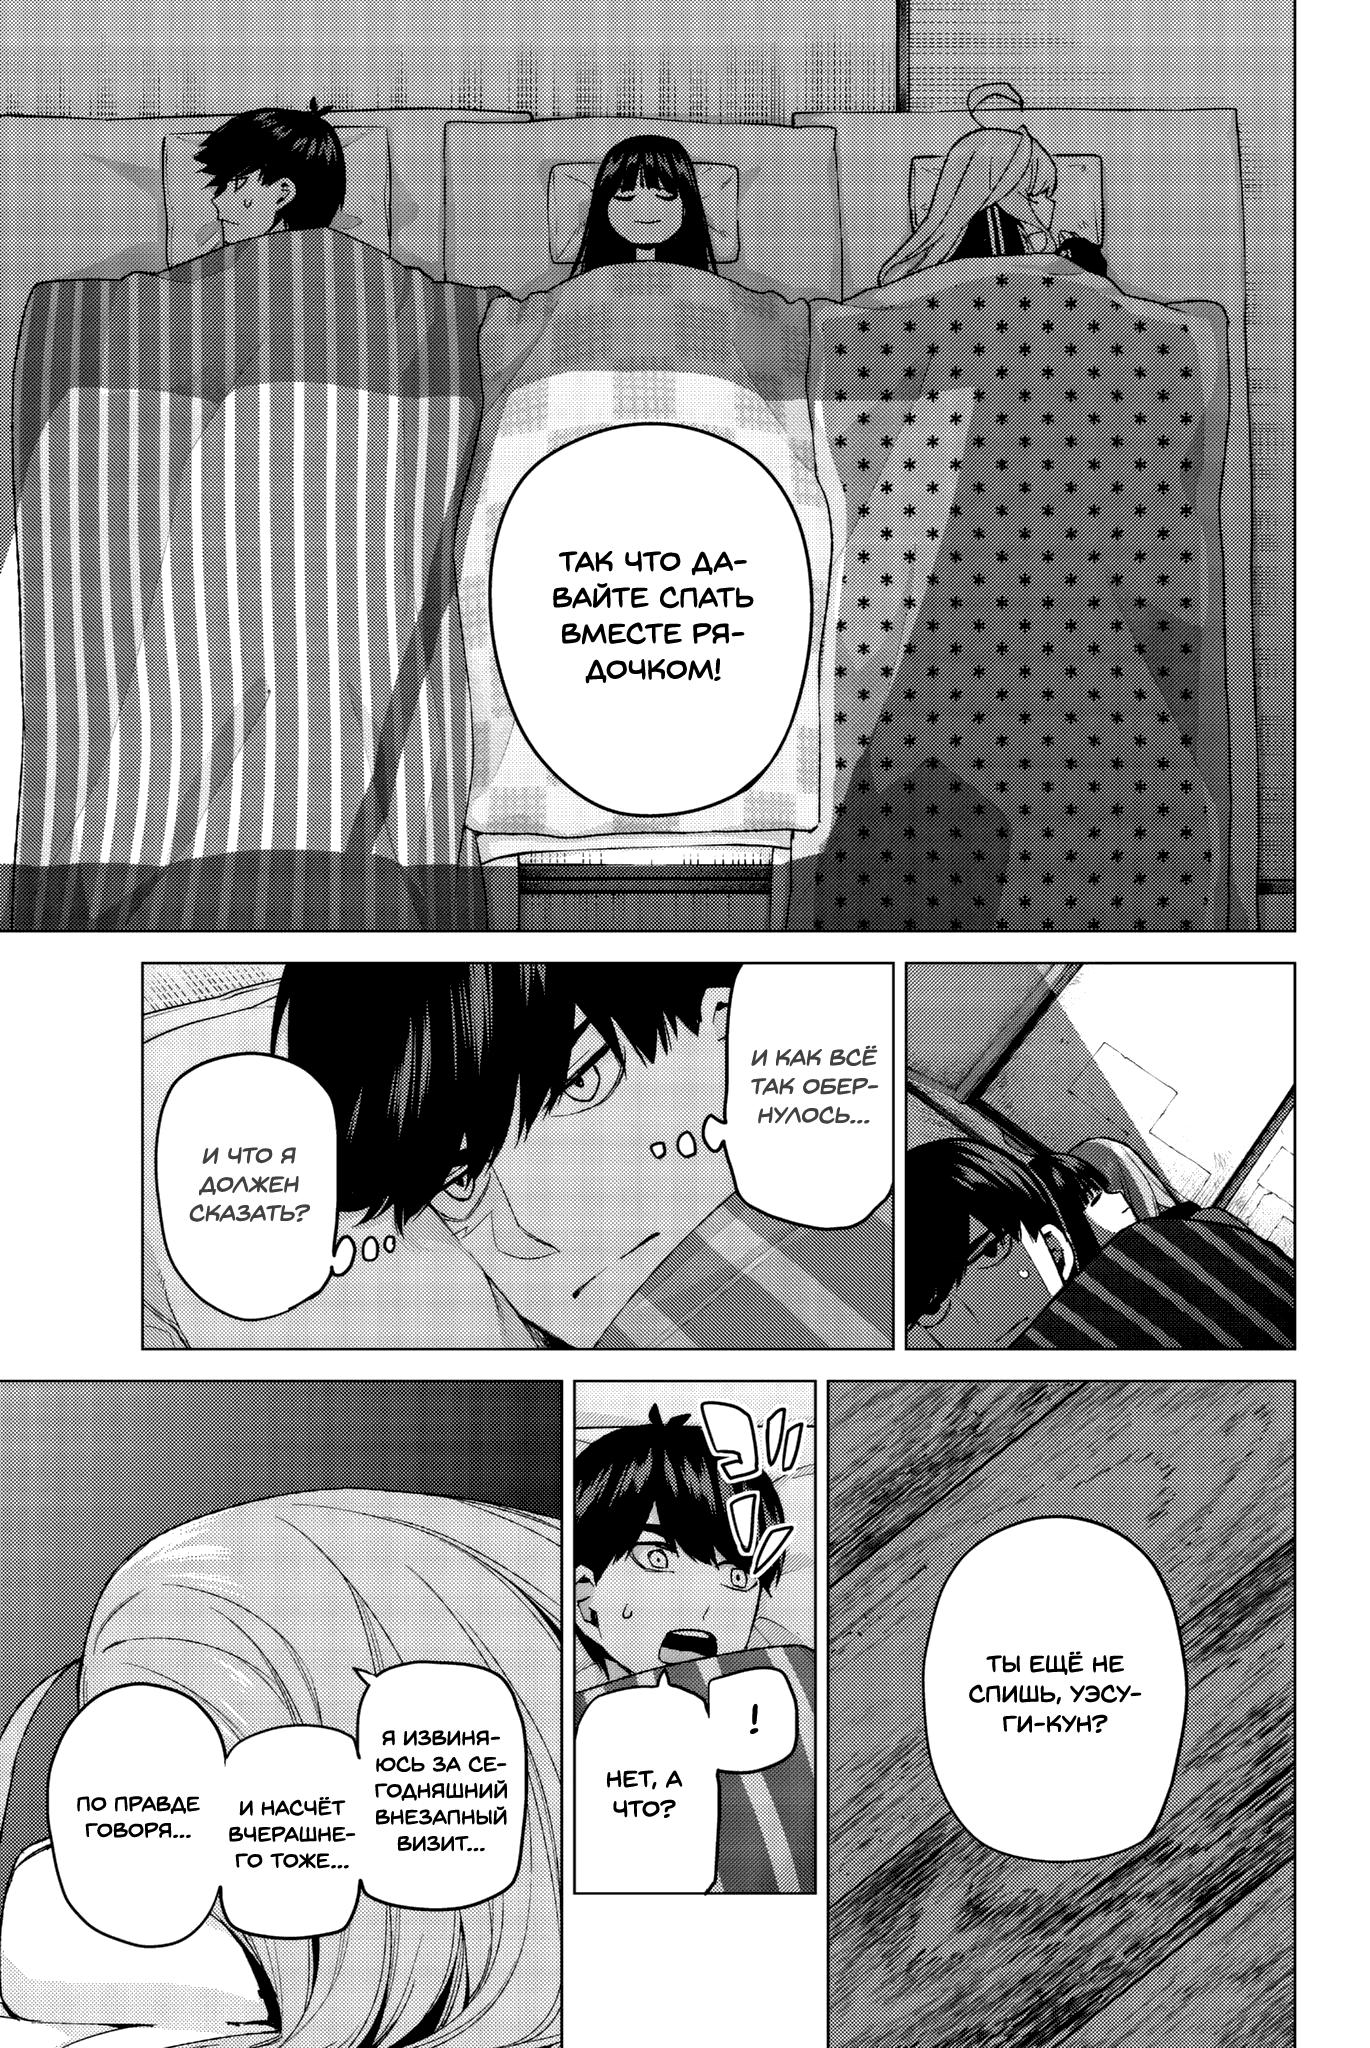 ТАК ЧТО ДА-
ВАЙТЕ СПАТЬ
ВМЕСТЕ РЯ-
ДОЧКОМ!
И КАК ВСЁ
ТАК ОБЕР-
НУЛОСЬ...
И ЧТО Я
ДОЛЖЕН
СКАЗАТЬ?
ТЫ ЕЩЁ НЕ
СПИШЬ, УЭСУ-
ГИ-КУН?
!
НЕТ, А
ЧТО?
Я ИЗВИНЯ-
ЮСЬ ЗА СЕ-
ГОДНЯШНИЙ
ВНЕЗАПНЫЙ
ВИЗИТ...
И НАСЧЁТ
ВЧЕРАШНЕ-
ГО ТОЖЕ...
ПО ПРАВДЕ
ГОВОРЯ...